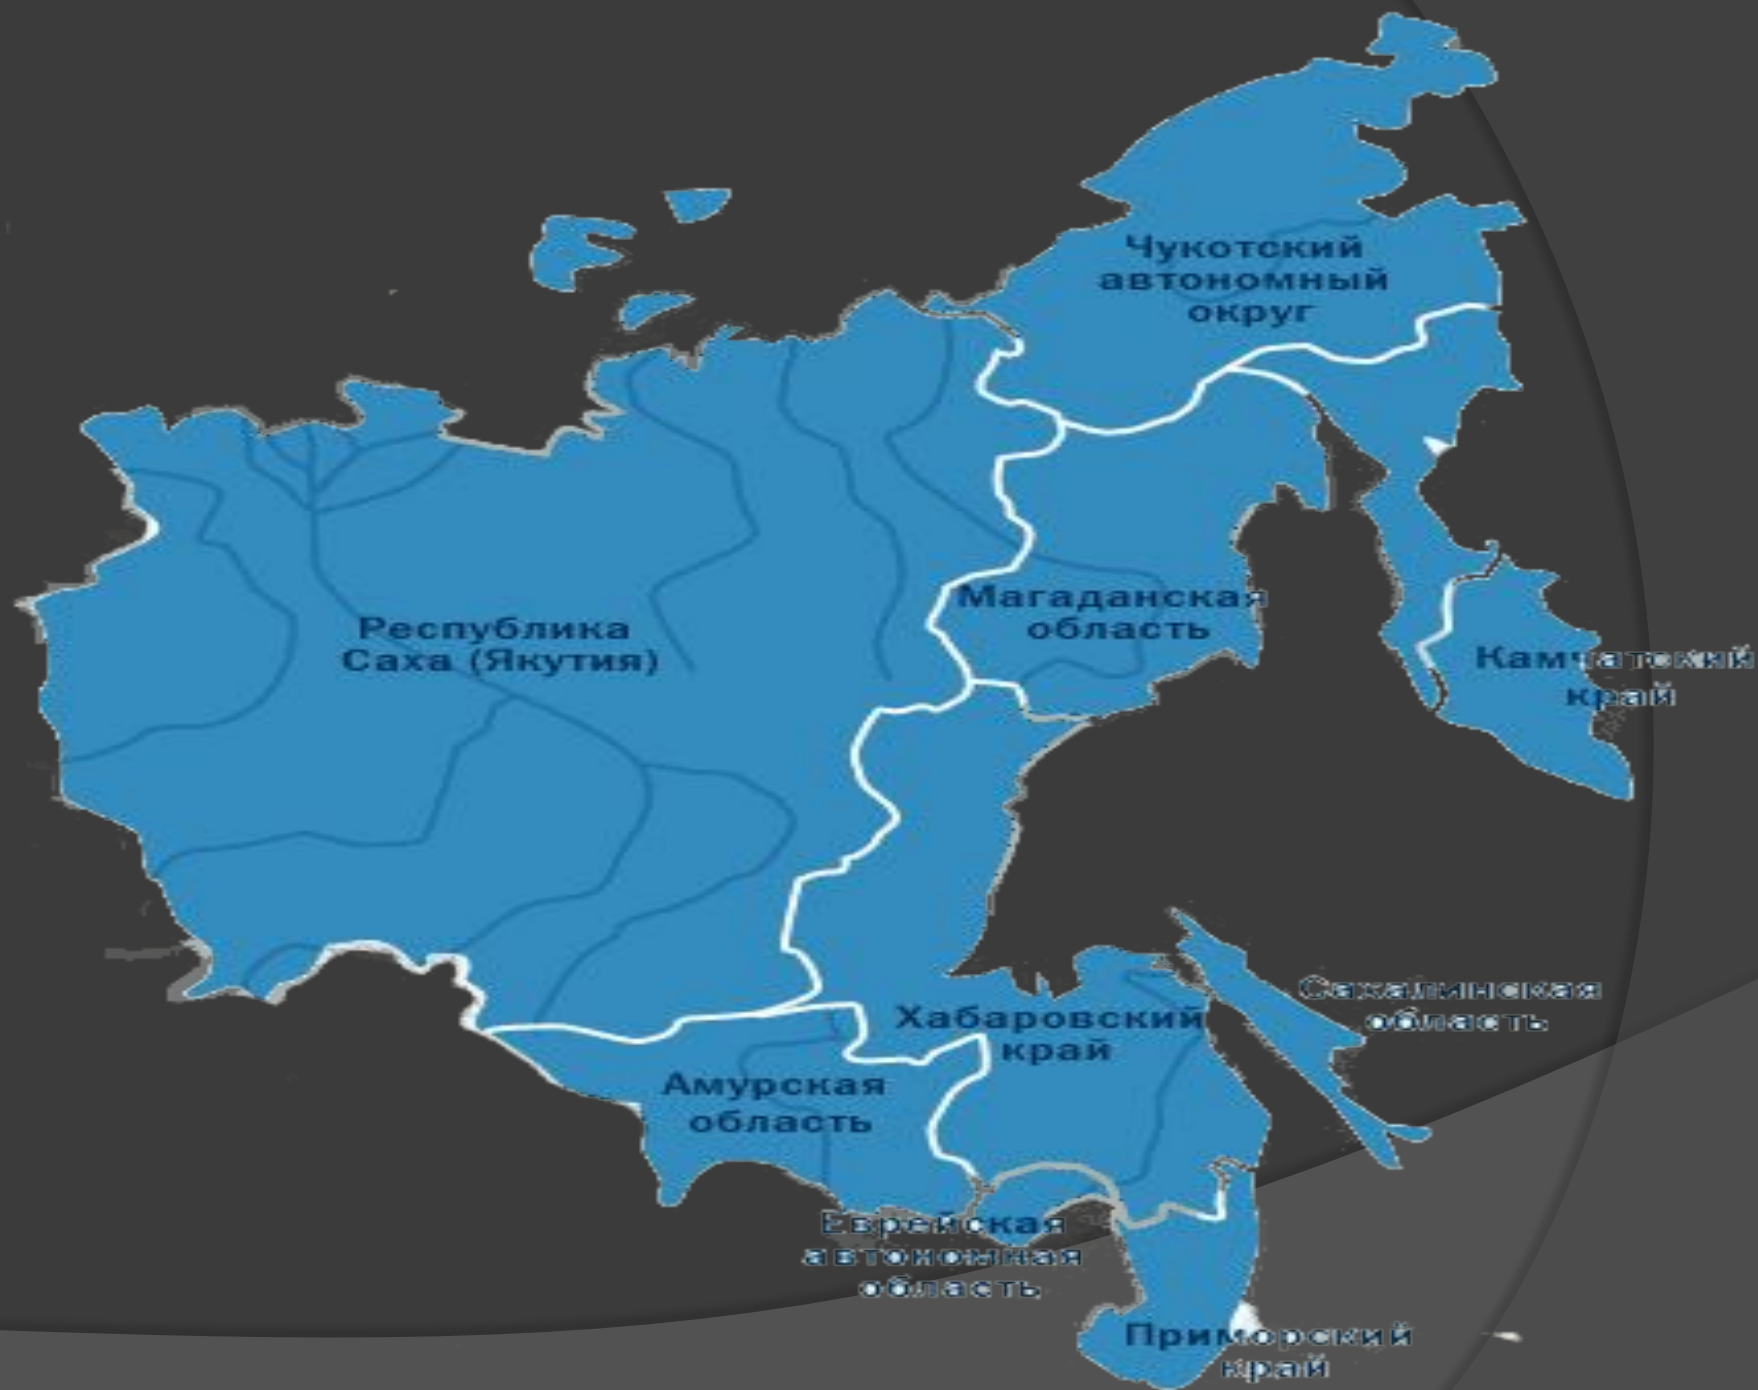 Чукотский
автономный
округ
Республика
Саха (Якутия)
Магаданская
область
Камчатский
край
Сахалинская
область
Хабаровский
край
Амурская
область
Еврейская
автономная
область
Приморский
край